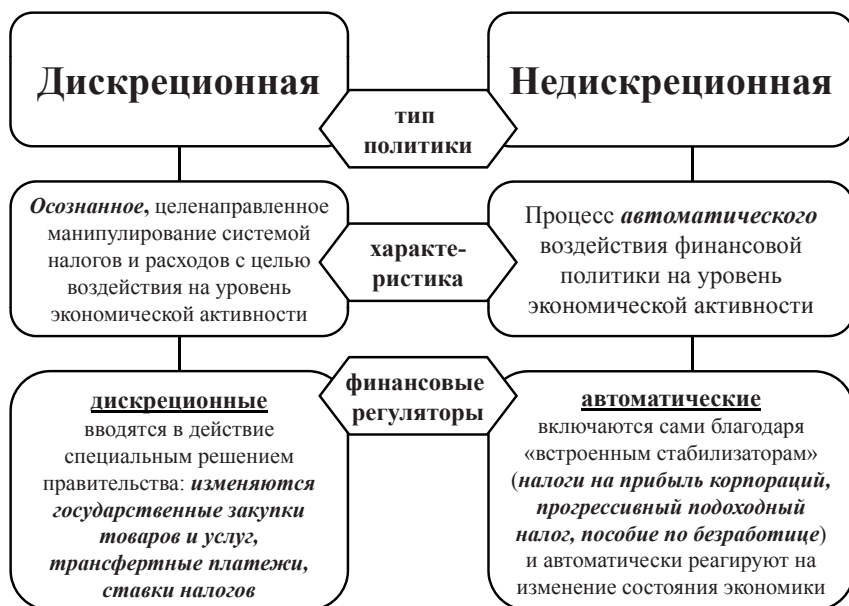 Дискреционная
Недискреционная
тип
политики
Осознанное, целенаправленное
манипулирование системой
налогов и расходов с целью
воздействия на уровень
экономической активности
характе-
ристика
Процесс автоматического
воздействия финансовой
политики на уровень
экономической активности
финансовые
регуляторы
дискреционные
вводятся в действие
специальным решением
правительства: изменяются
государственные закупки
товаров и услуг,
трансфертные платежи,
ставки налогов
автоматические
включаются сами благодаря
«встроенным стабилизаторам»
(налоги на прибыль корпораций,
прогрессивный подоходный
налог, пособие по безработице)
и автоматически реагируют на
изменение состояния экономики